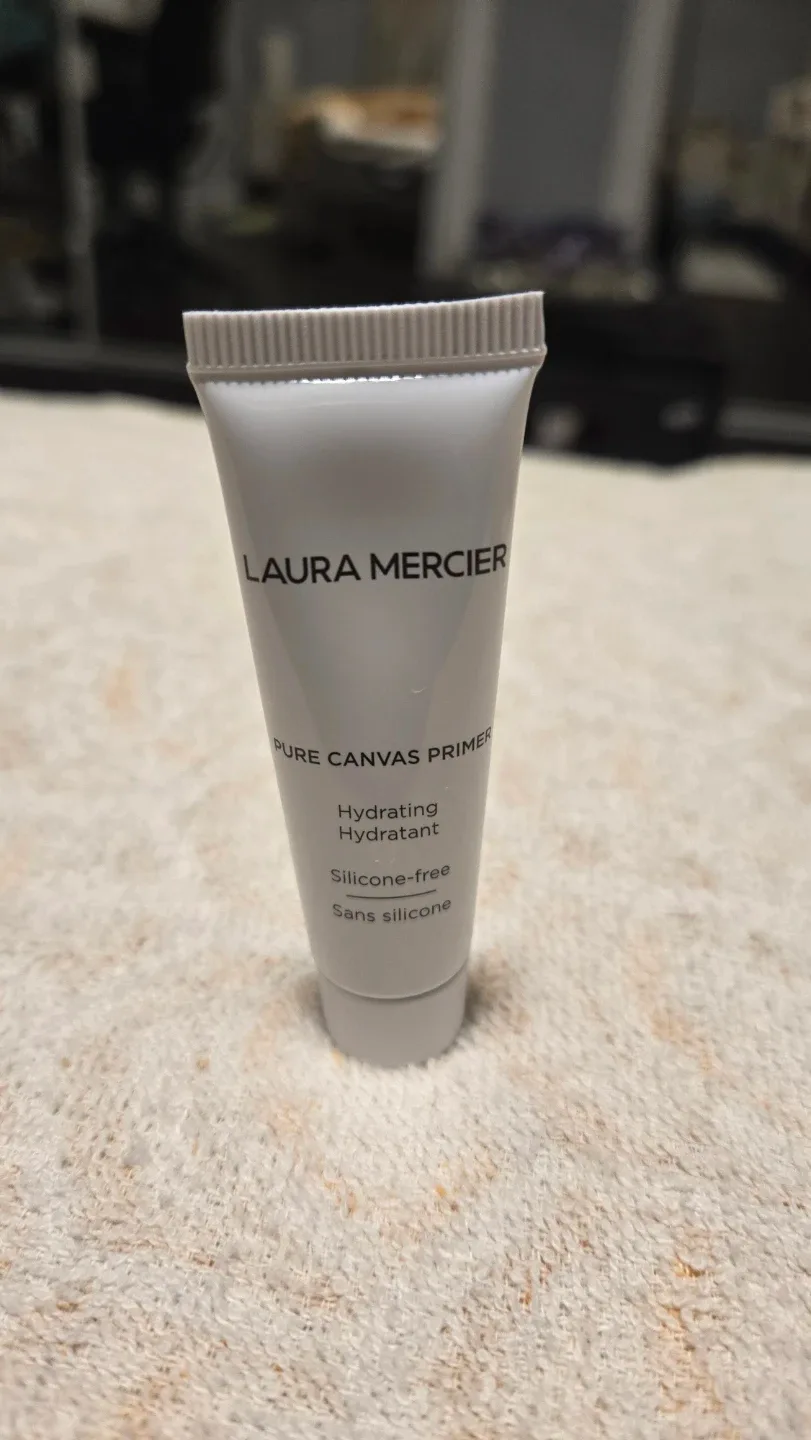 LAURA MERCIER
PURE CANVAS PRIMER
Hydrating
Hydratant
Silicone-free
Sans silicone